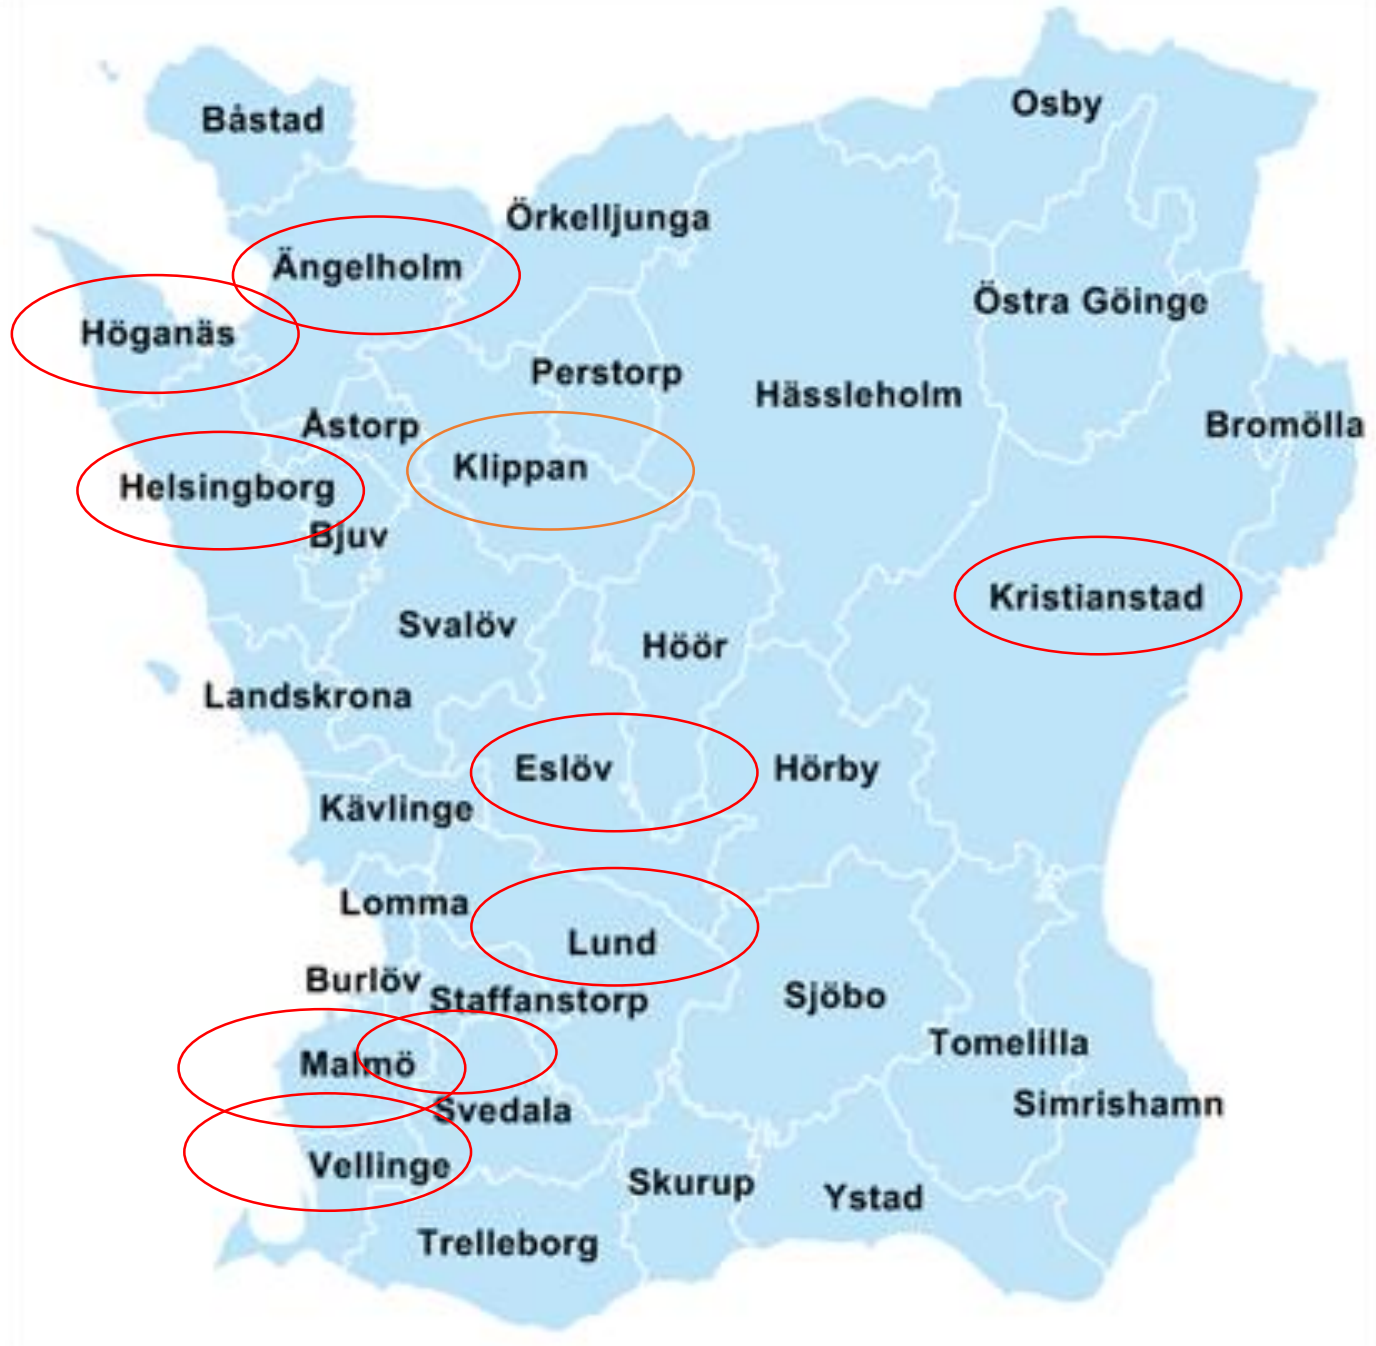 Osby
Båstad
Örkelljunga
Ängelholm
Östra Göinge
Höganäs
Perstorp
Hässleholm
Åstorp
Bromölla
Klippan
Helsingborg
Bjuv
Kristianstad
Svalöv
Höör
Landskrona
Eslöv
Hörby
Kävlinge
Lomma
Lund
Burlöv
Staffanstorp
Sjöbo
Tomelilla
Malmö
Simrishamn
Svedala
Vellinge
Skurup
Ystad
Trelleborg